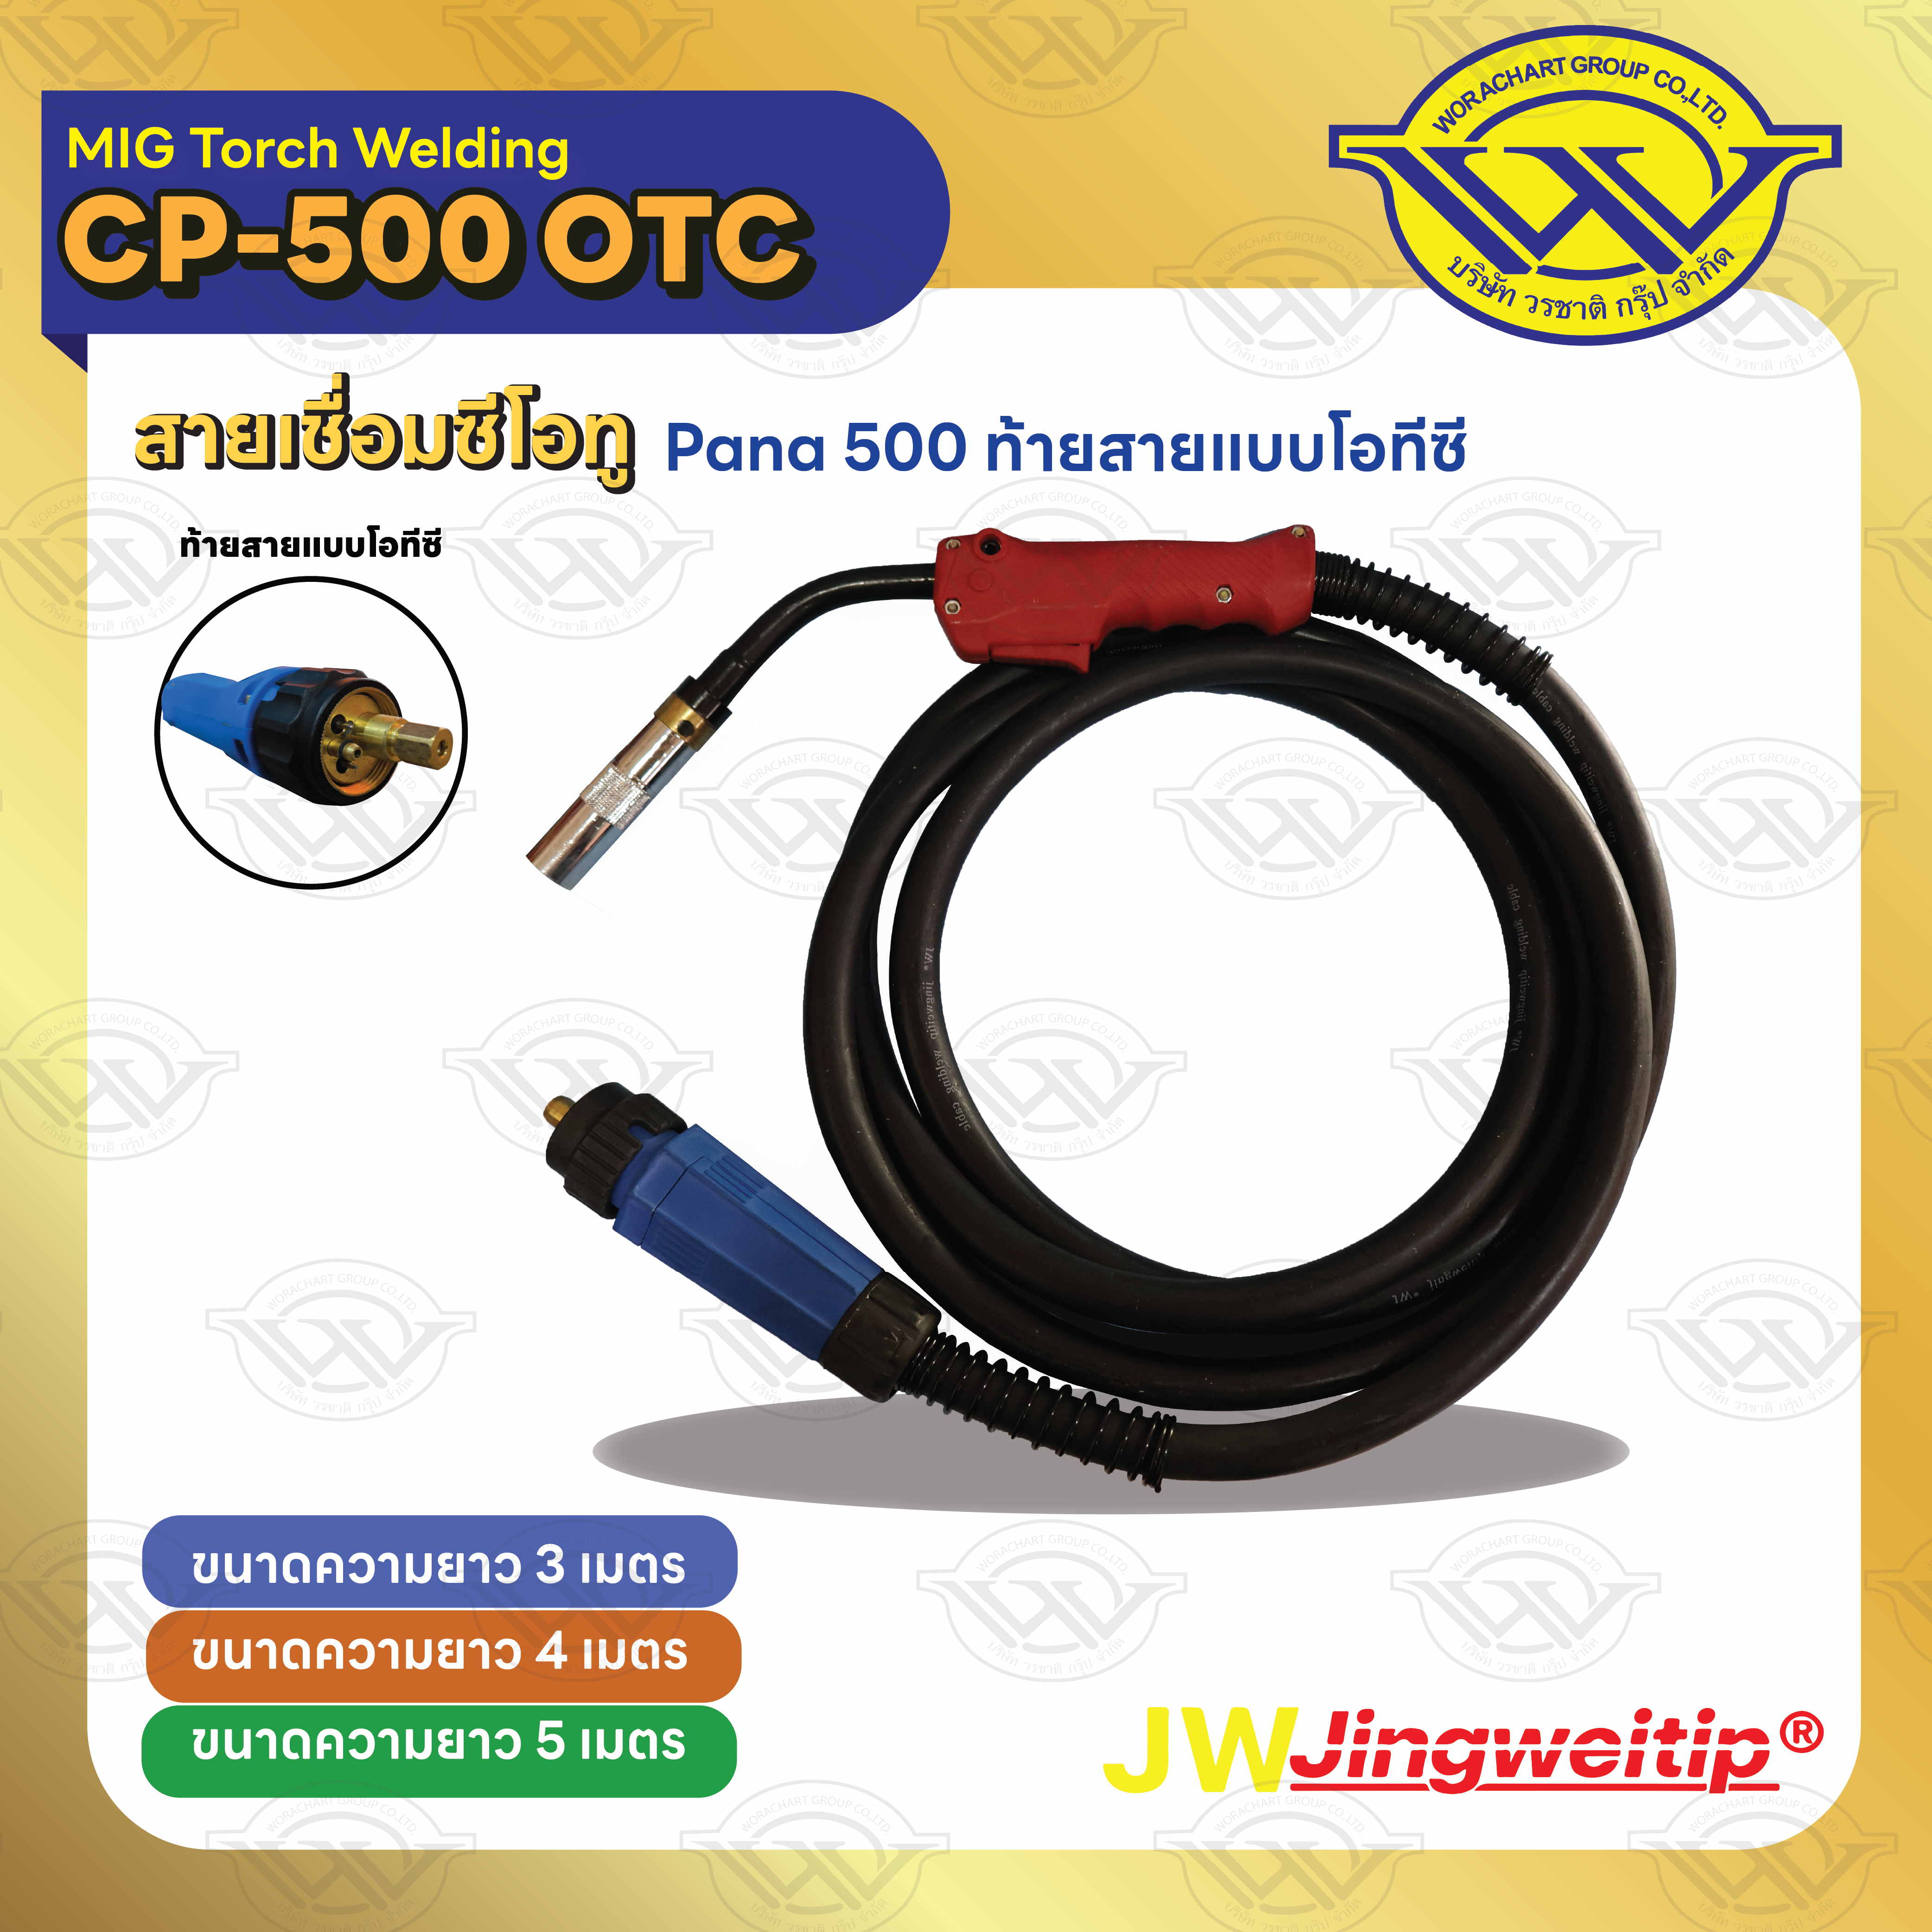 WORACHART GROUP CO.,LTD.
บริษัท วรชาติ กรุ๊ป จำกัด
MIG Torch Welding
CP-500 OTC
สายเชื่อมซีโอทู Pana 500 ท้ายสายแบบโอทีซี
ท้ายสายแบบโอทีซี
JW® Jingweitip welding cable
ขนาดความยาว 3 เมตร
ขนาดความยาว 4 เมตร
ขนาดความยาว 5 เมตร
JW Jingweitip®